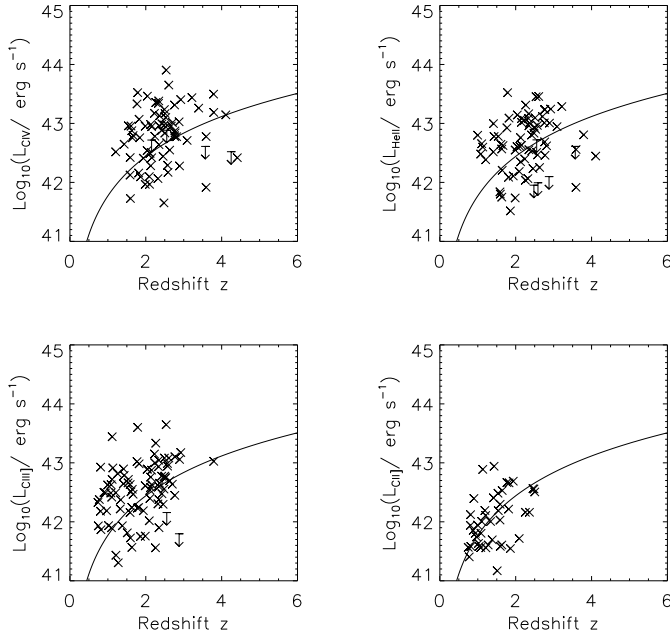 45
44
43
42
41
Log10(LCIV/ erg s−1)
0 2 4 6
Redshift z
45
44
43
42
41
Log10(LHeII/ erg s−1)
0 2 4 6
Redshift z
45
44
43
42
41
Log10(LCIII]/ erg s−1)
0 2 4 6
Redshift z
45
44
43
42
41
Log10(LCII]/ erg s−1)
0 2 4 6
Redshift z